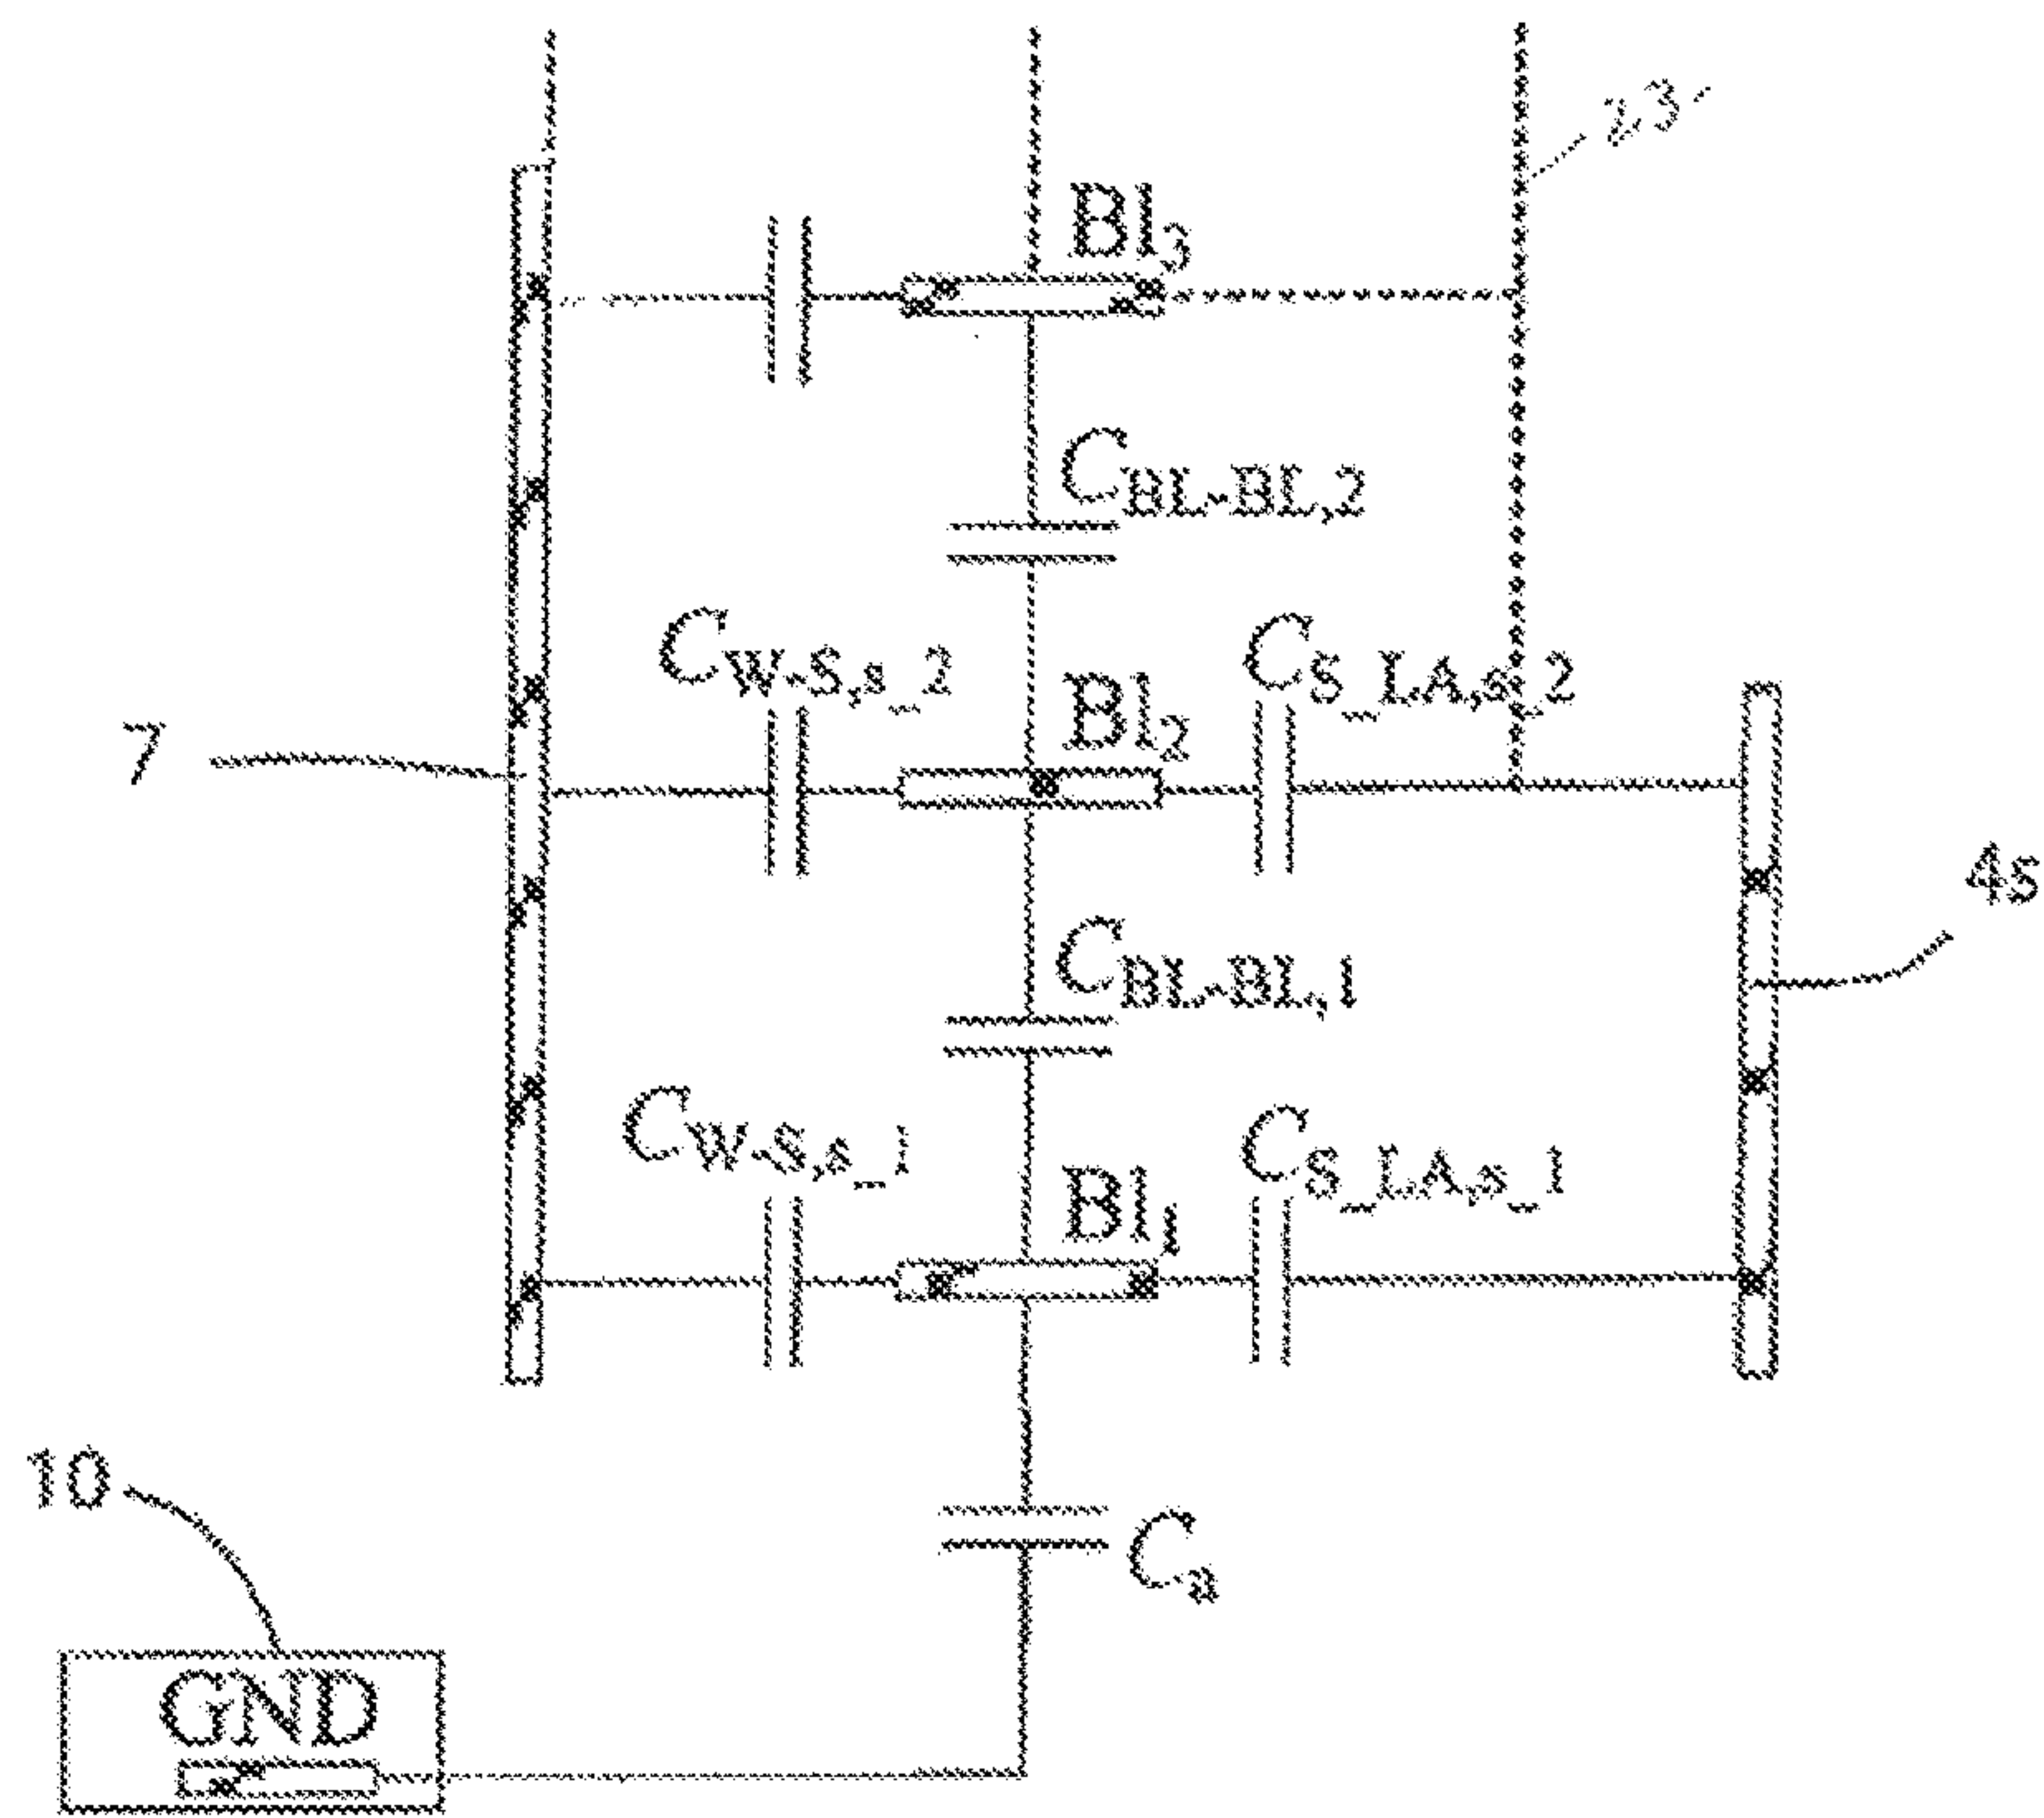 23
Bl3
CBL-BL,2
CW-S,s_2
Bl2
CS_LA,s_2
7
4s
CBL-BL,1
CW-S,s_1
Bl1
CS_LA,s_1
10
Ca
GND